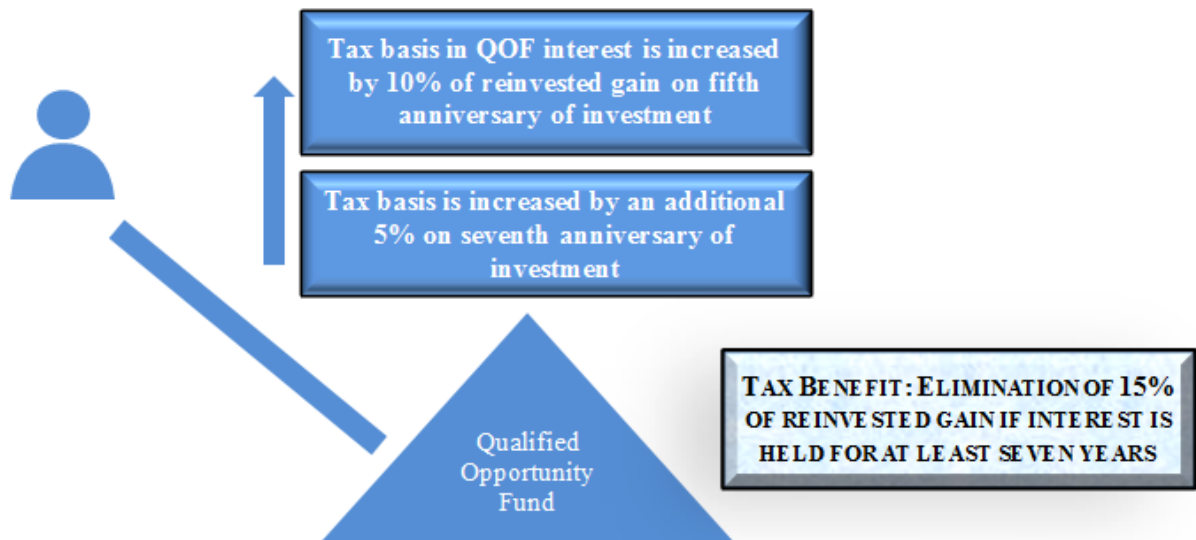 Tax basis in QOF interest is increased
by 10% of reinvested gain on fifth
anniversary of investment
Tax basis is increased by an additional
5% on seventh anniversary of
investment
TAX BENEFIT: ELIMINATION OF 15%
OF REINVESTED GAIN IF INTEREST IS
HELD FOR AT LEAST SEVEN YEARS
Qualified
Opportunity
Fund